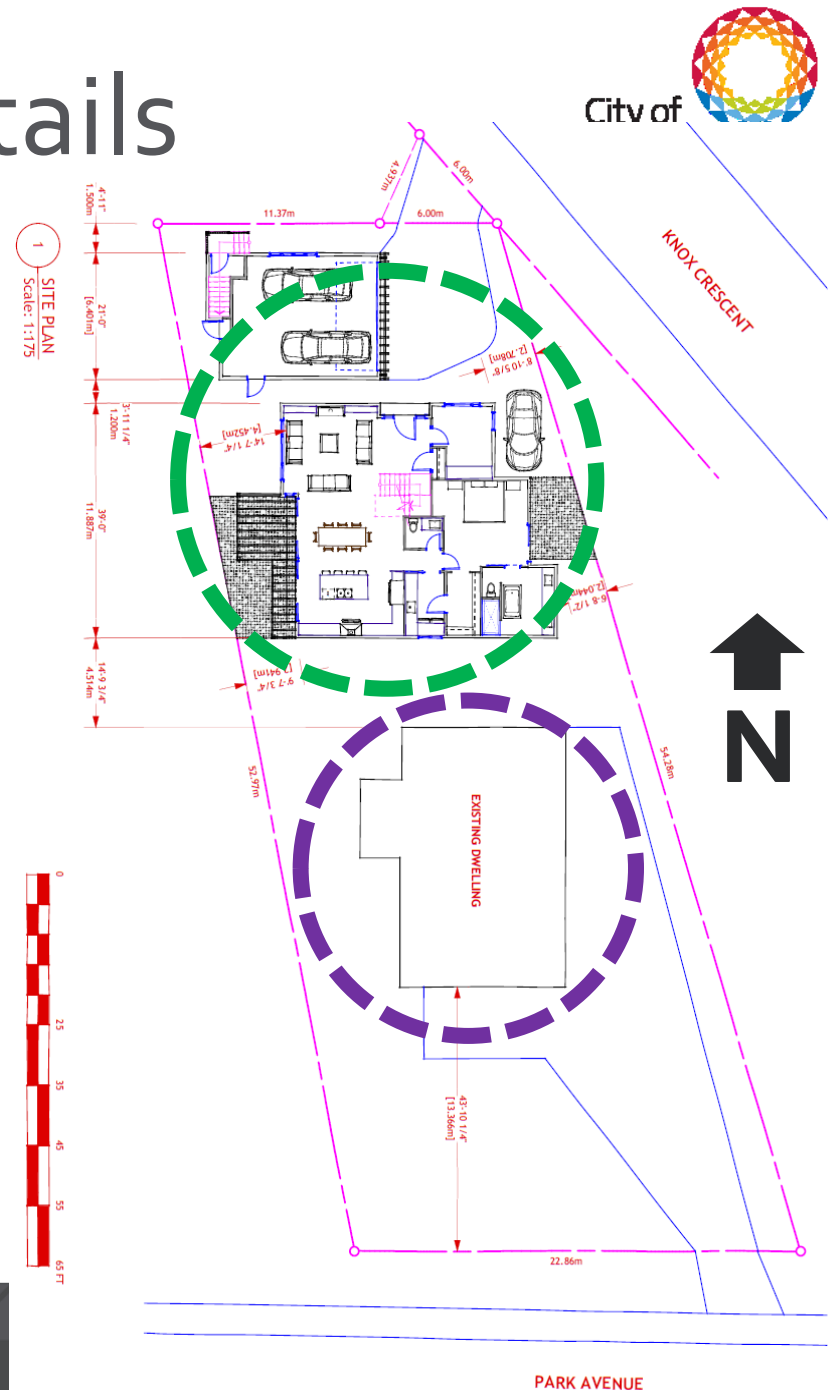 tails
City of
4'-11"
1.500m
11.37m
4.937m
6.00m
6.00m
KNOX CRESCENT
1
SITE PLAN
Scale: 1:175
21'-0"
[6.401m]
8'-10 5/8"
[2.708m]
3'-11 1/4"
1.200m
14'-7 1/4"
[4.452m]
39'-0"
11.887m
6'-8 1/2"
[2.044m]
14'-9 3/4"
4.514m
9'-7 3/4"
[2.941m]
N
52.97m
54.28m
EXISTING DWELLING
0
25
35
45
55
65 FT
43'-10 1/4"
[13.366m]
22.86m
PARK AVENUE